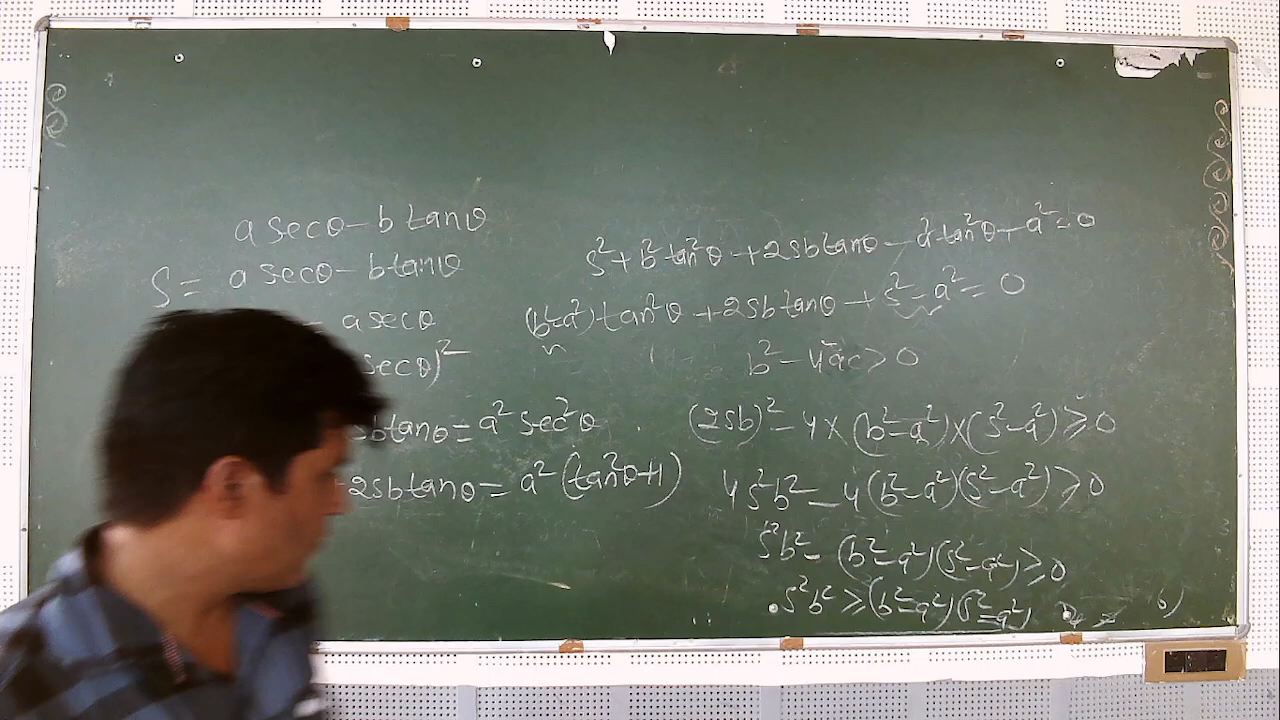 a secθ - b tanθ
S = a secθ - b tanθ
= a secθ
secθ)²
sb tanθ = a² sec²θ
2sb tanθ = a² (tan²θ + 1)
s² + b² tan²θ + 2sb tanθ - a² tan²θ - a² = 0
(b² - a²) tan²θ + 2sb tanθ + s² - a² = 0
b² - 4ac > 0
(2sb)² - 4 × (b² - a²) × (s² - a²) ≥ 0
4s²b² - 4(b² - a²)(s² - a²) ≥ 0
s²b² - (b² - a²)(s² - a²) ≥ 0
s²b² ≥ (b² - a²)(s² - a²)